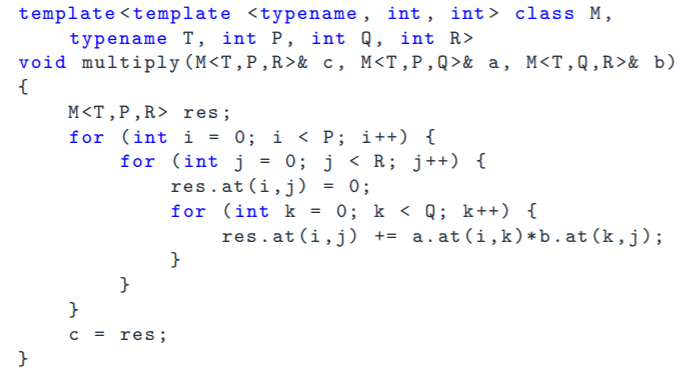 template<template <typename, int, int> class M,
    typename T, int P, int Q, int R>
void multiply(M<T,P,R>& c, M<T,P,Q>& a, M<T,Q,R>& b)
{
    M<T,P,R> res;
    for (int i = 0; i < P; i++) {
        for (int j = 0; j < R; j++) {
            res.at(i,j) = 0;
            for (int k = 0; k < Q; k++) {
                res.at(i,j) += a.at(i,k)*b.at(k,j);
            }
        }
    }
    c = res;
}